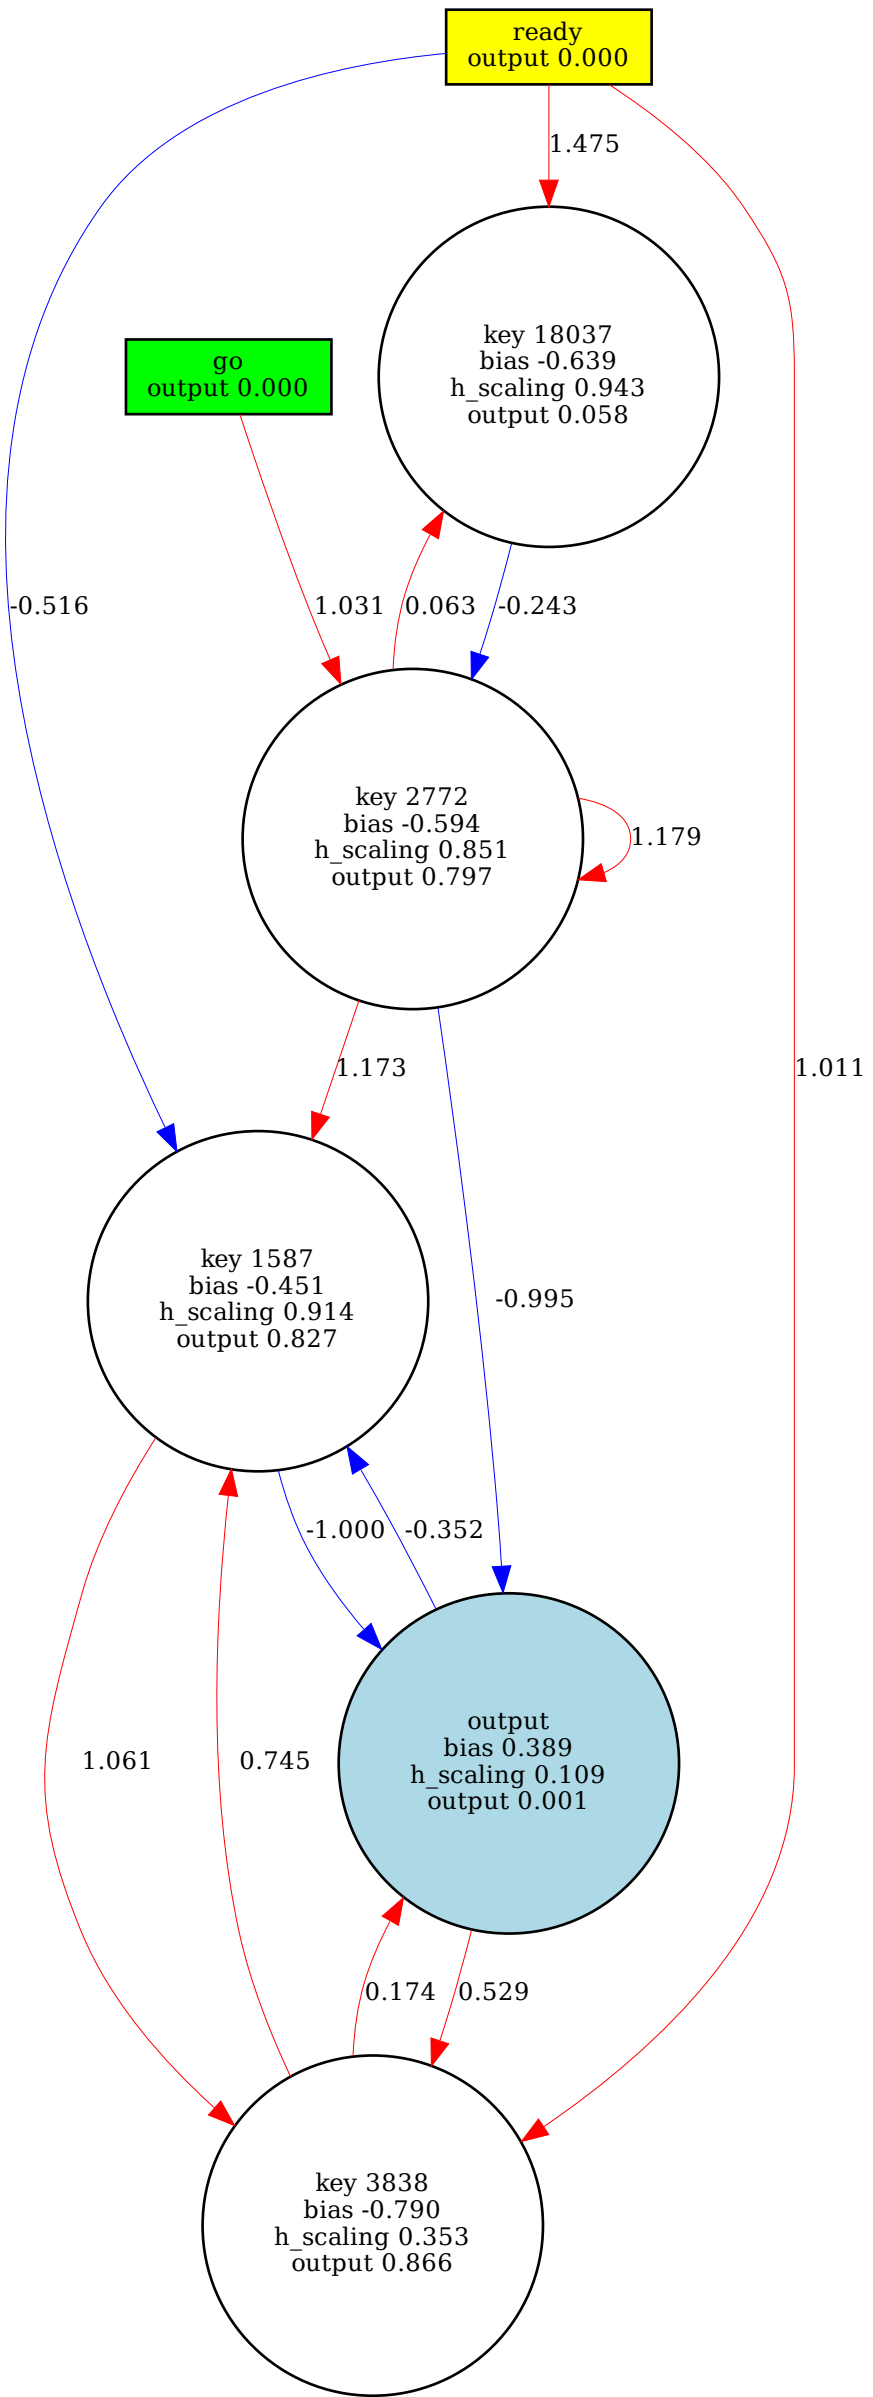 ready
output 0.000
1.475
key 18037
bias -0.639
h_scaling 0.943
output 0.058
go
output 0.000
-0.516
1.031
0.063
-0.243
key 2772
bias -0.594
h_scaling 0.851
output 0.797
1.179
1.173
1.011
key 1587
bias -0.451
h_scaling 0.914
output 0.827
-0.995
-1.000
-0.352
output
bias 0.389
h_scaling 0.109
output 0.001
1.061
0.745
0.174
0.529
key 3838
bias -0.790
h_scaling 0.353
output 0.866